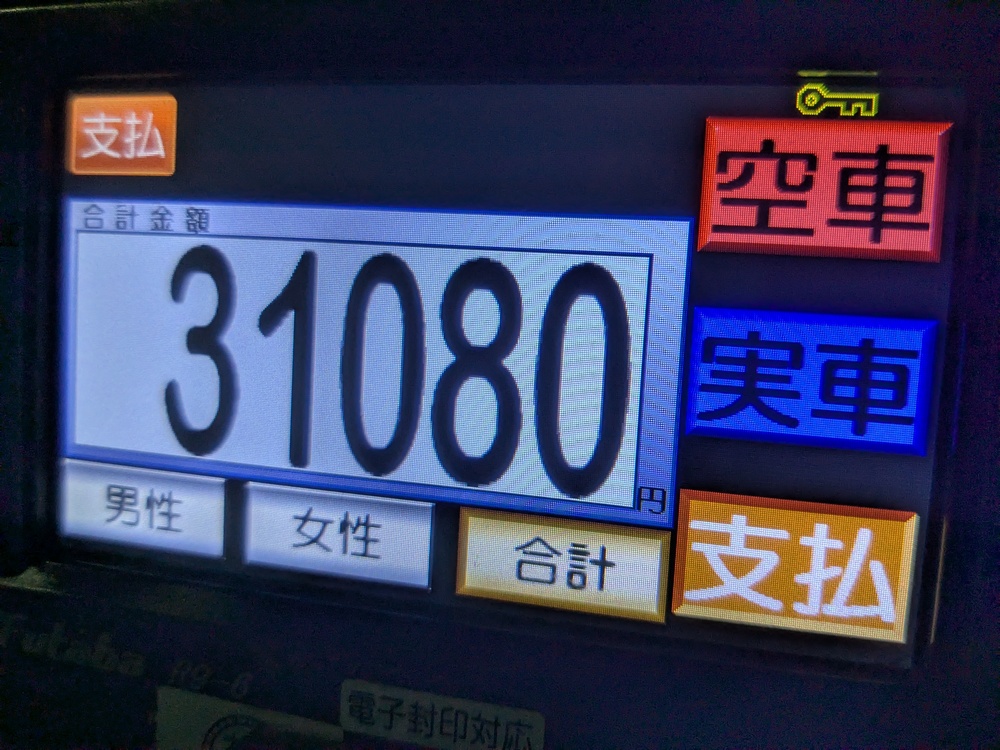 支払
空車
合計金額
31080
円
実車
男性
女性
合計
支払
Futaba
電子封印対応